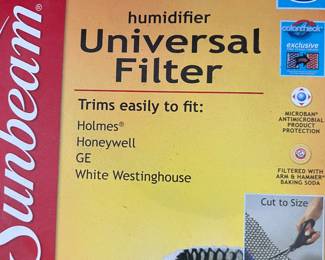 Sunbeam®
humidifier
Universal
Filter
Trims easily to fit:
Holmes®
Honeywell
GE
White Westinghouse
colorcheck
exclusive
MICROBAN®
ANTIMICROBIAL
PRODUCT
PROTECTION
FILTERED WITH
ARM & HAMMER®
BAKING SODA
Cut to Size